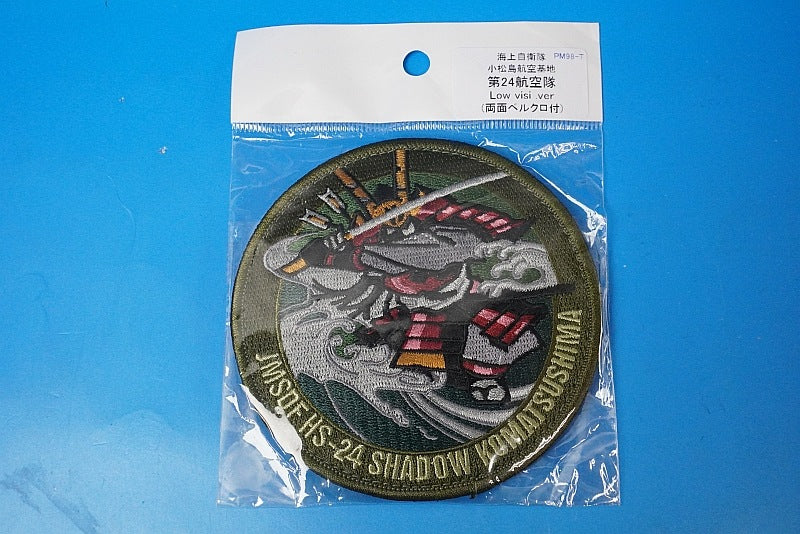 海上自衛隊 PM98-T
小松島航空基地
第24航空隊
Low visi .ver
(両面ベルクロ付)
JMSDF HS-24 SHADOW KOMATSUSHIMA